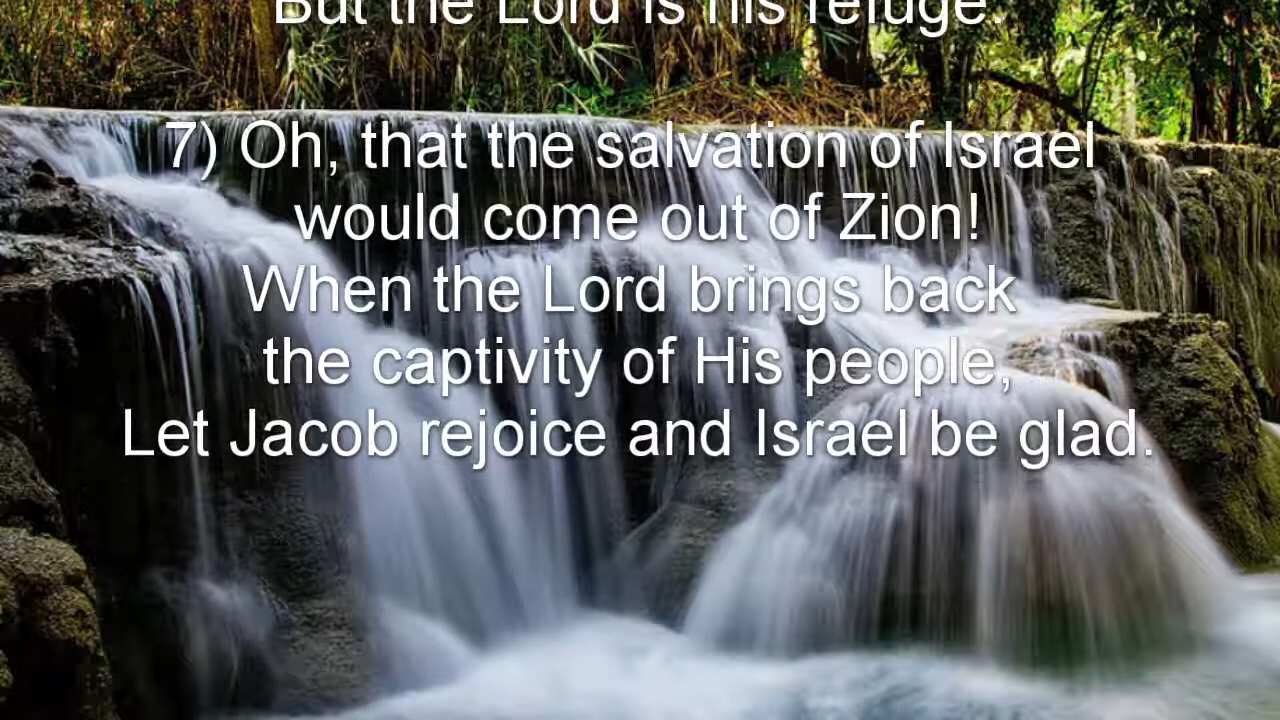 But the Lord is his refuge.
7) Oh, that the salvation of Israel
would come out of Zion!
When the Lord brings back
the captivity of His people,
Let Jacob rejoice and Israel be glad.